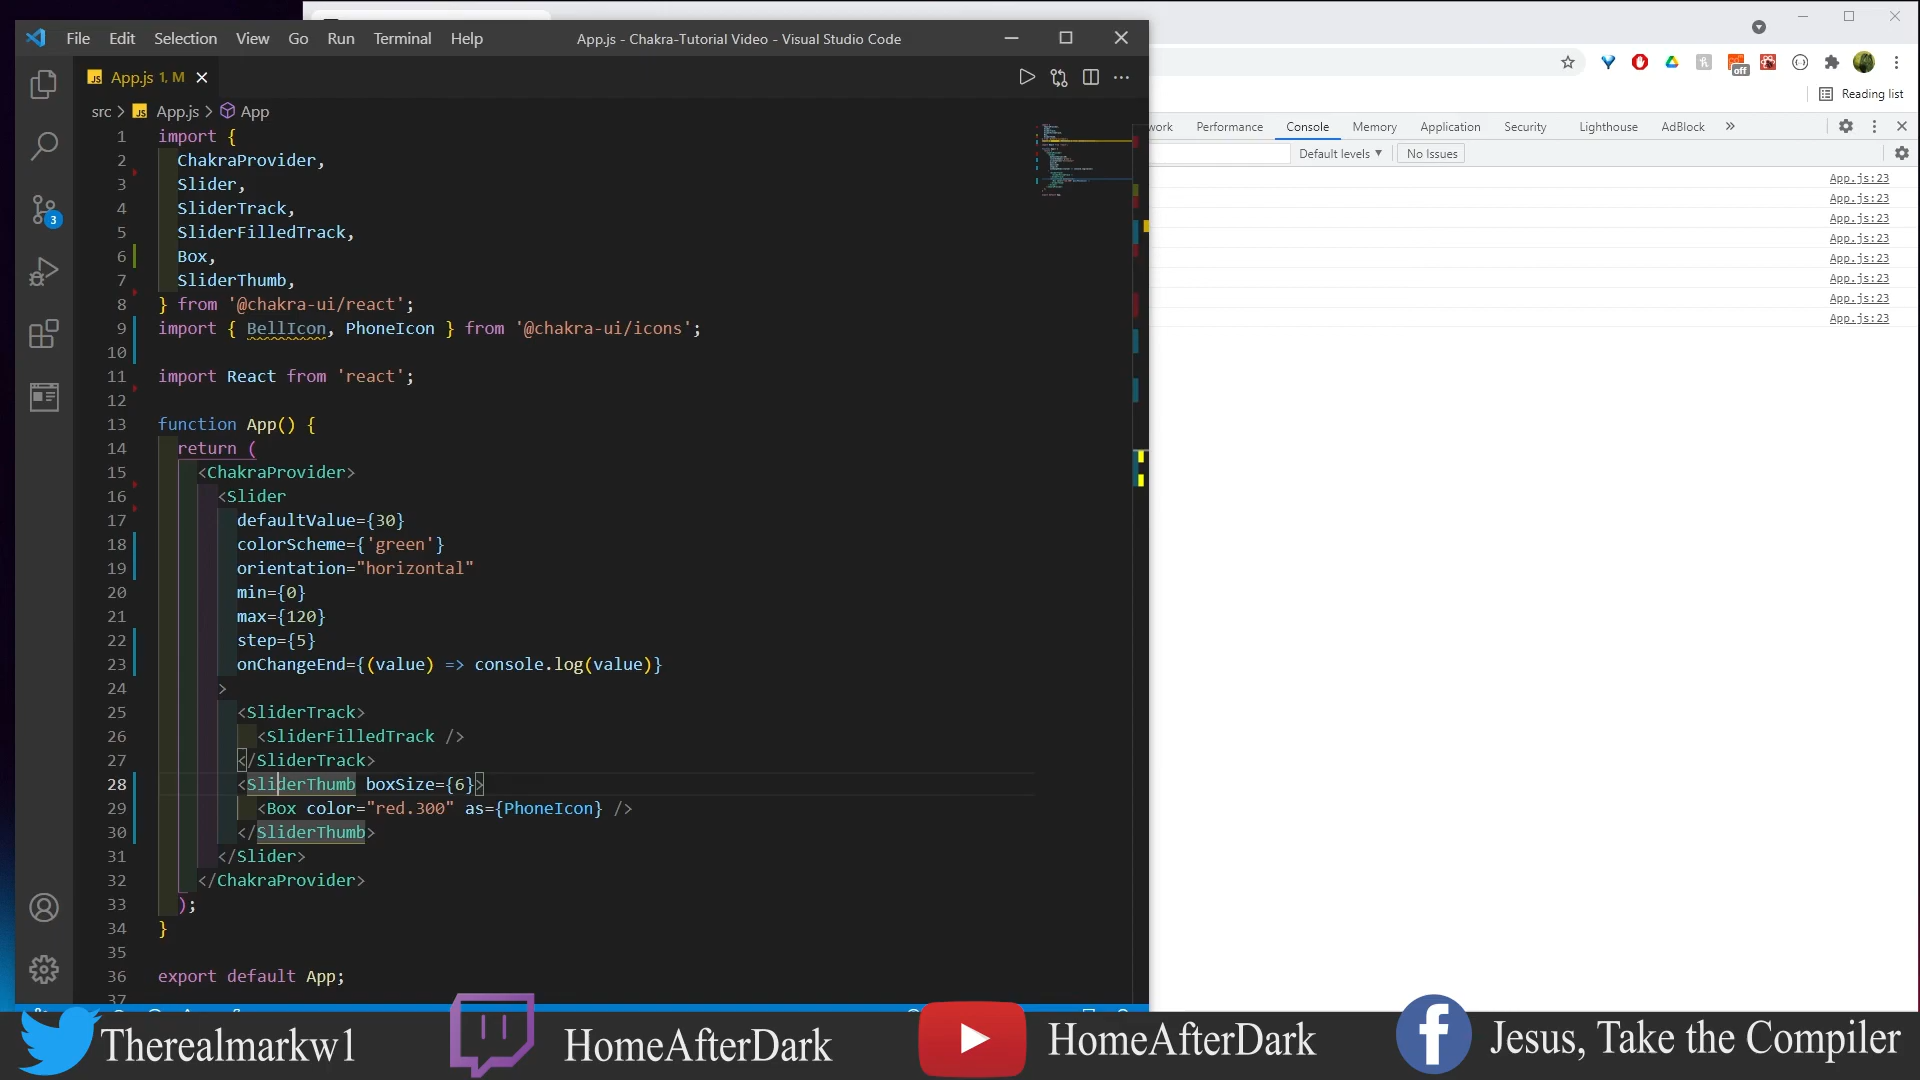 File Edit Selection View Go Run Terminal Help
App.js - Chakra-Tutorial Video - Visual Studio Code
App.js 1, M
src > App.js > App
3
1 import {
2 ChakraProvider,
3 Slider,
4 SliderTrack,
5 SliderFilledTrack,
6 Box,
7 SliderThumb,
8 } from '@chakra-ui/react';
9 import { BellIcon, PhoneIcon } from '@chakra-ui/icons';
10
11 import React from 'react';
12
13 function App() {
14 return (
15 <ChakraProvider>
16 <Slider
17 defaultValue={30}
18 colorScheme={'green'}
19 orientation="horizontal"
20 min={0}
21 max={120}
22 step={5}
23 onChangeEnd={(value) => console.log(value)}
24 >
25 <SliderTrack>
26 <SliderFilledTrack />
27 </SliderTrack>
28 <SliderThumb boxSize={6}>
29 <Box color="red.300" as={PhoneIcon} />
30 </SliderThumb>
31 </Slider>
32 </ChakraProvider>
33 );
34 }
35
36 export default App;
37
off
Reading list
work Performance Console Memory Application Security Lighthouse AdBlock »
Default levels ▼ No Issues
App.js:23
App.js:23
App.js:23
App.js:23
App.js:23
App.js:23
App.js:23
App.js:23
Therealmarkw1 HomeAfterDark HomeAfterDark Jesus, Take the Compiler